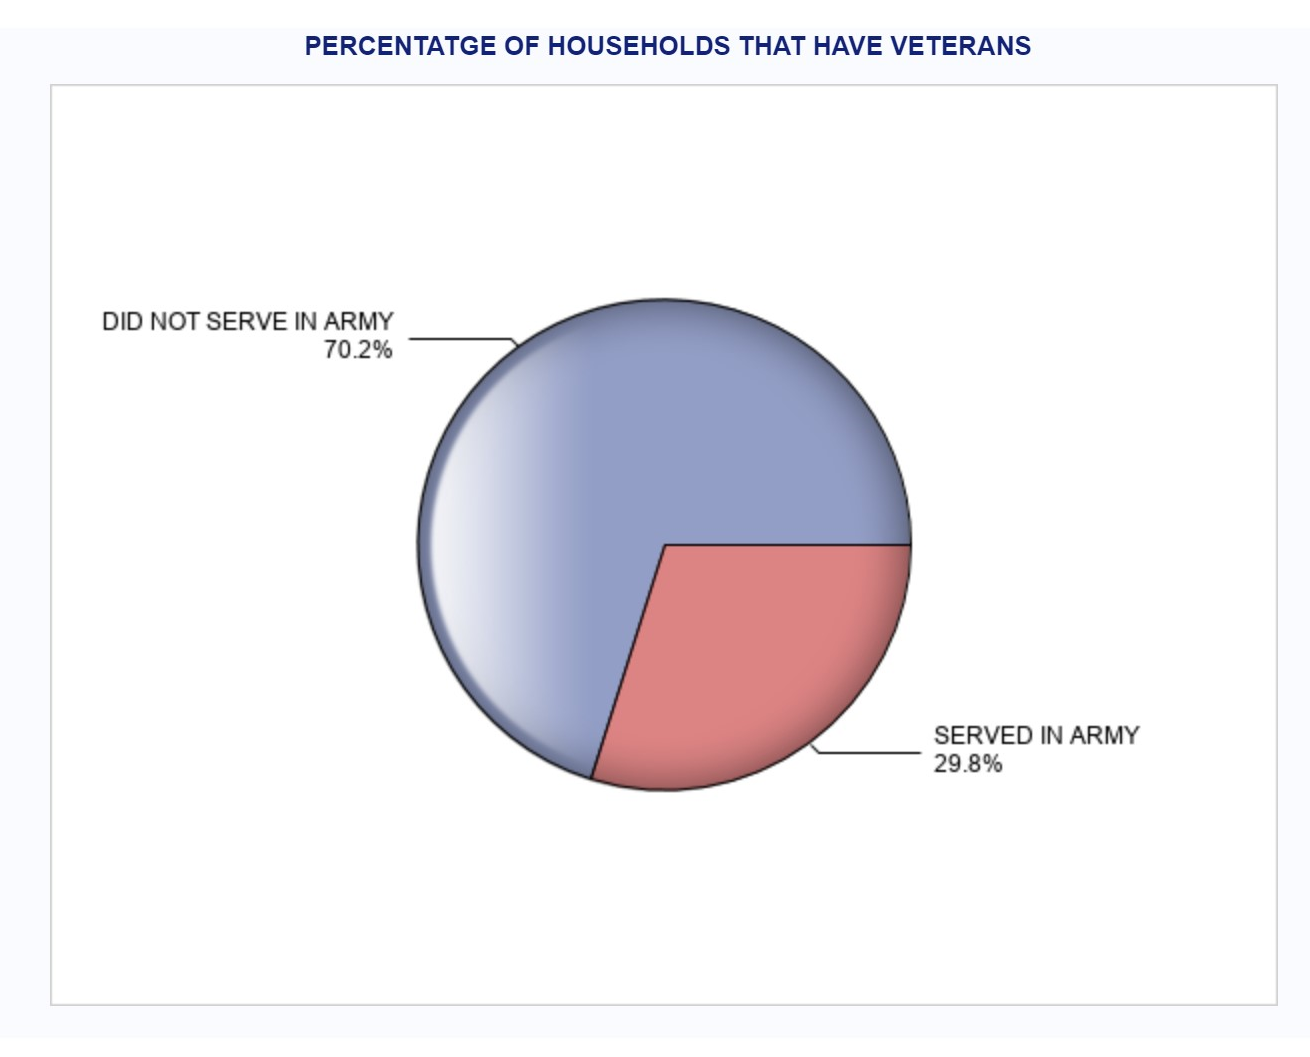 PERCENTATGE OF HOUSEHOLDS THAT HAVE VETERANS
DID NOT SERVE IN ARMY
70.2%
SERVED IN ARMY
29.8%